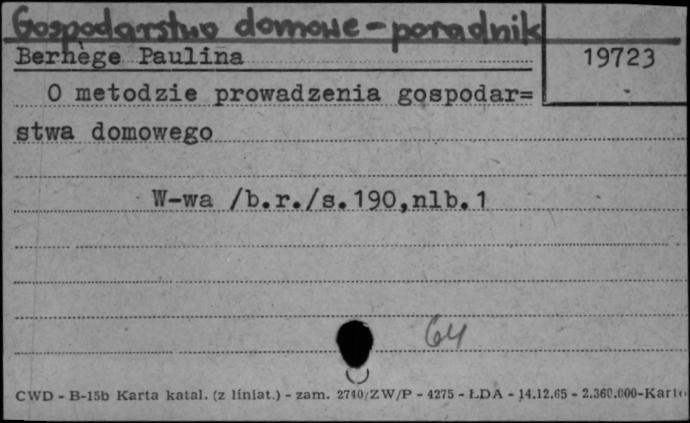 Gospodarstwo domowe - poradnik
Bernège Paulina
19723
O metodzie prowadzenia gospodar=
stwa domowego
W-wa /b.r./s.190,nlb.1
64
CWD - B-15b Karta katal. (z liniat.) - zam. 2740/ZW/P - 4275 - ŁDA - 14.12.65 - 2.360.000-Karto